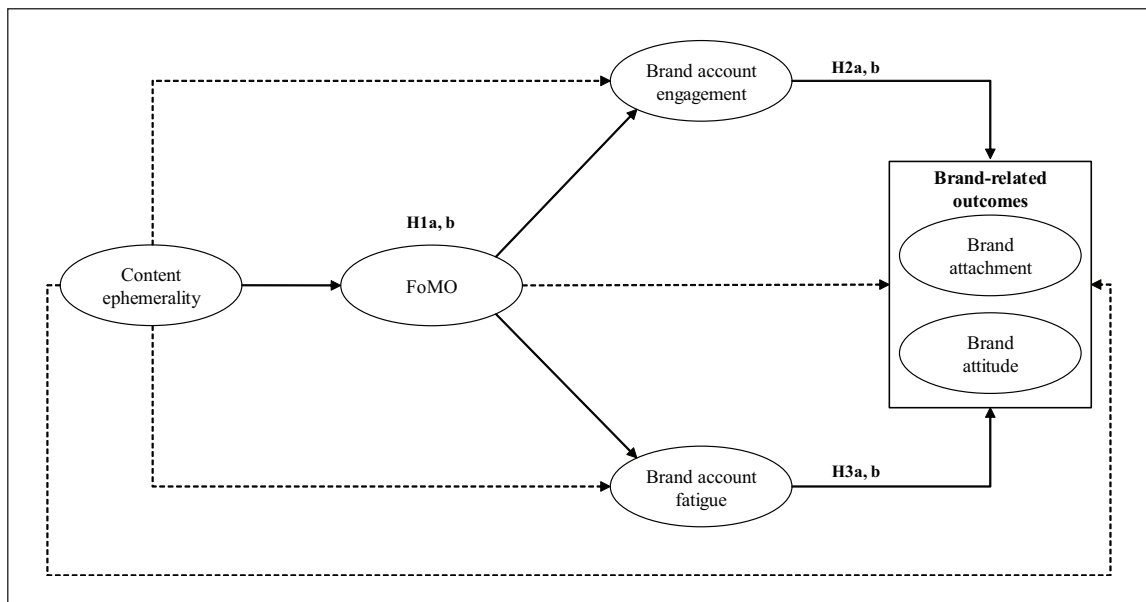 Brand account
engagement
H2a, b
Brand-related
outcomes
Brand
attachment
H1a, b
Content
ephemerality
FoMO
Brand
attitude
Brand account
fatigue
H3a, b